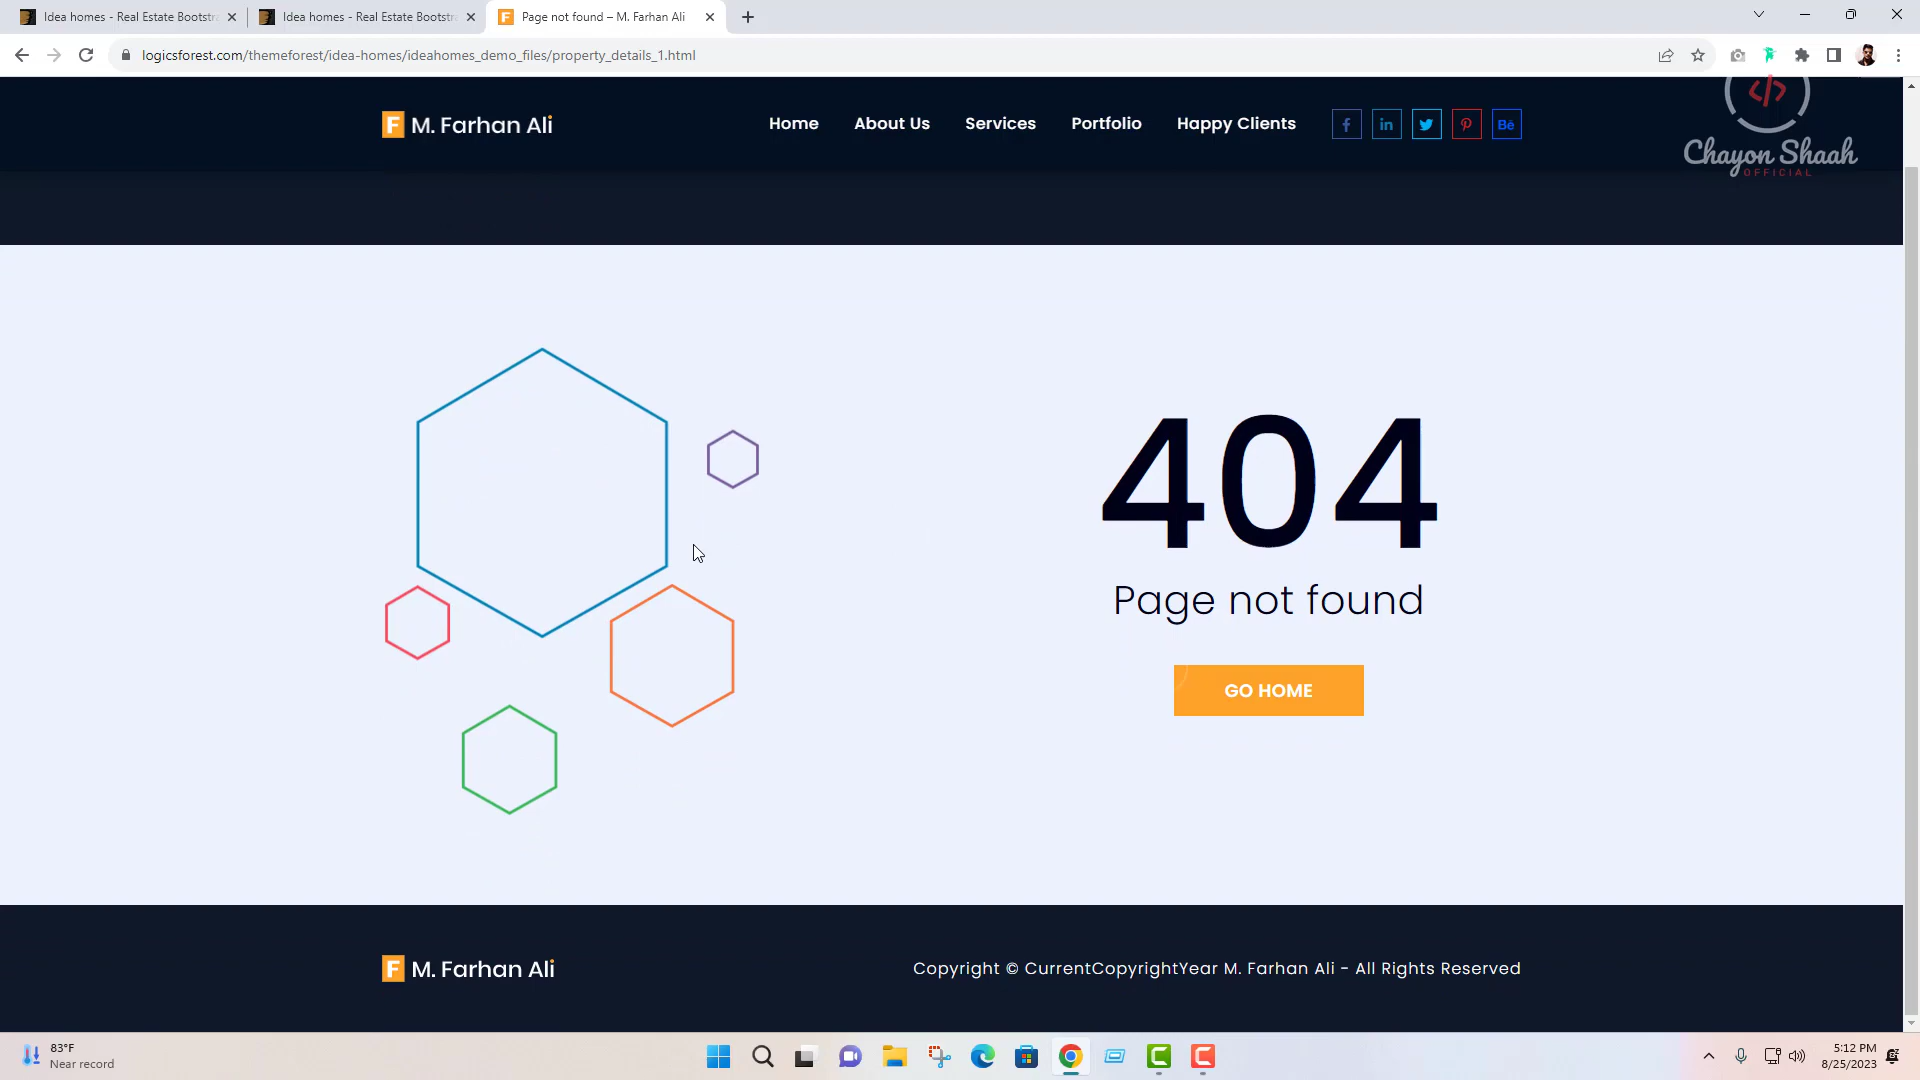 Idea homes - Real Estate Bootstr
Idea homes - Real Estate Bootstr
Page not found – M. Farhan Ali
logicsforest.com/themeforest/idea-homes/ideahomes_demo_files/property_details_1.html
F M. Farhan Ali
Home
About Us
Services
Portfolio
Happy Clients
f
in
Bē
</>
Chayon Shaah
OFFICIAL
404
Page not found
GO HOME
F M. Farhan Ali
Copyright © CurrentCopyrightYear M. Farhan Ali - All Rights Reserved
83°F
Near record
5:12 PM
8/25/2023